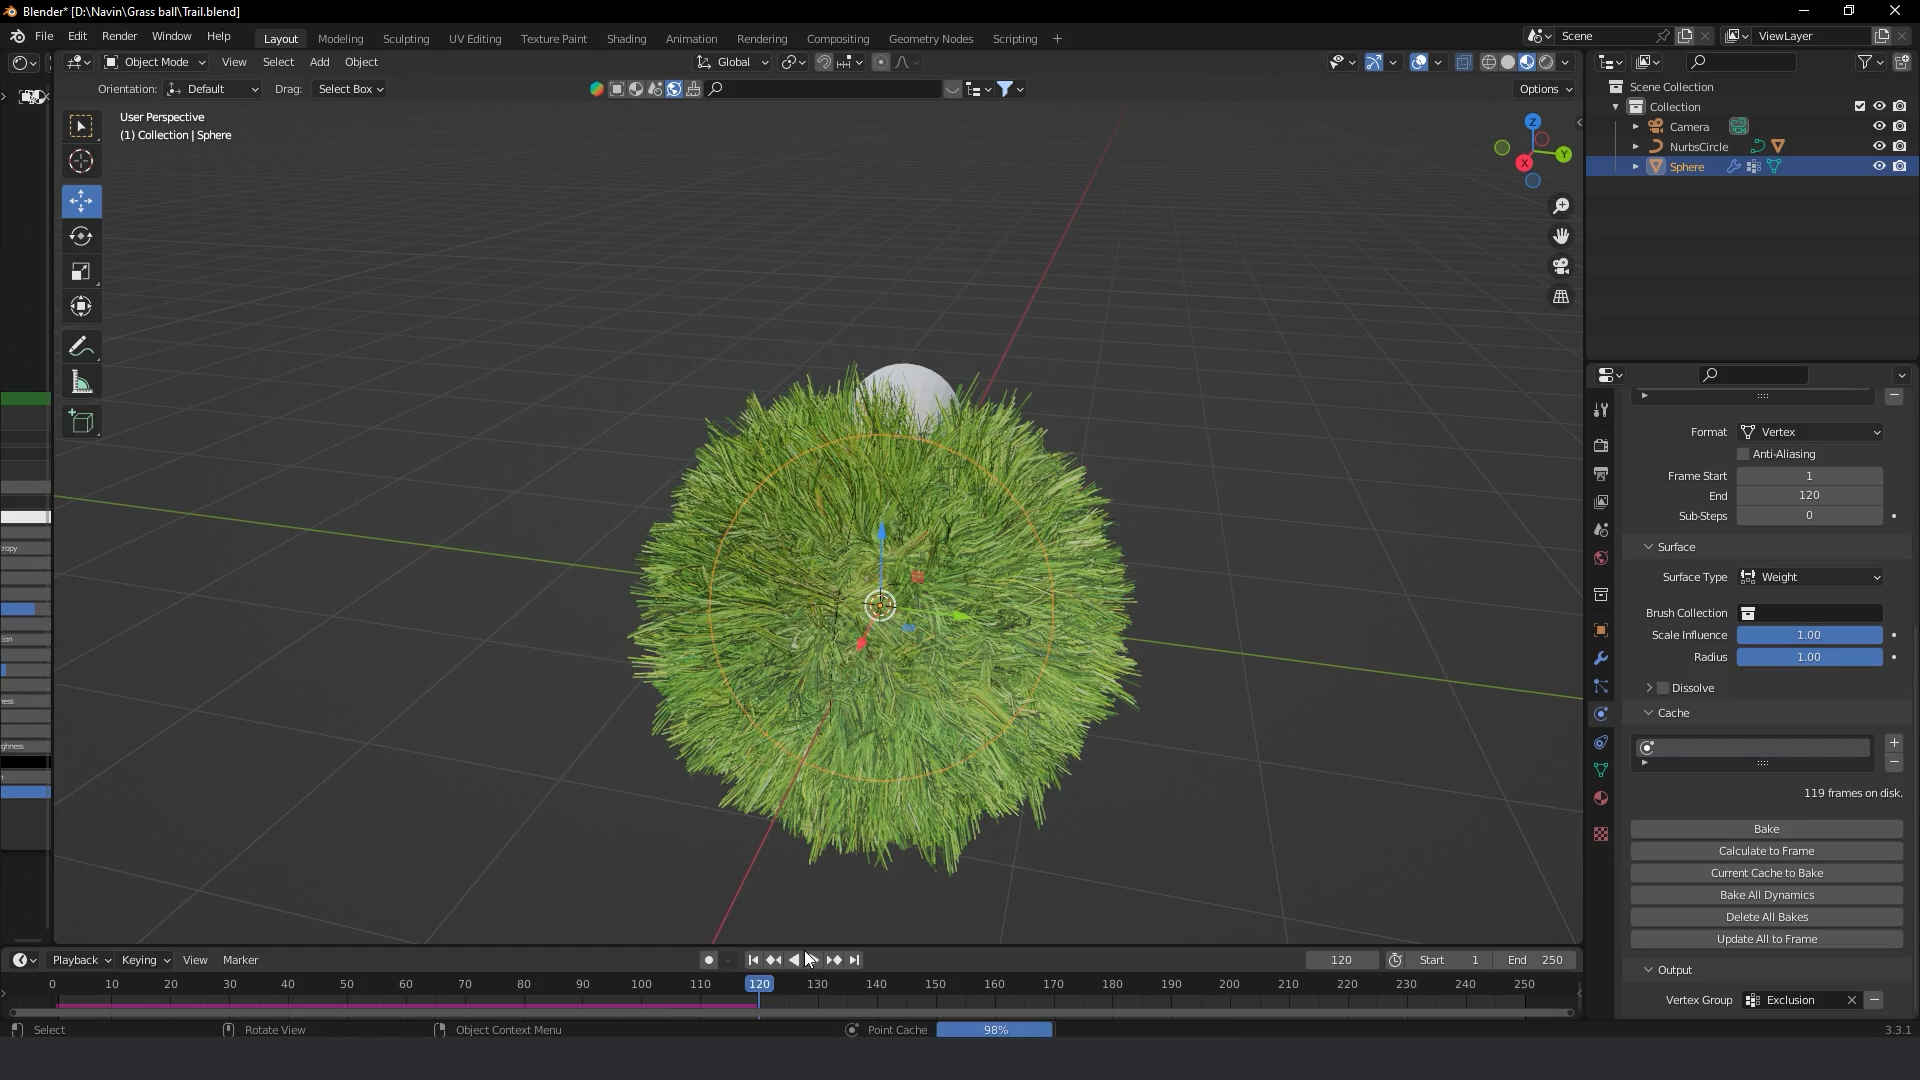 Blender* [D:\Navin\Grass ball\Trail.blend]
File Edit Render Window Help
Layout Modeling Sculpting UV Editing Texture Paint Shading Animation Rendering Compositing Geometry Nodes Scripting +
Scene
ViewLayer
Object Mode View Select Add Object
Global
Orientation: Default Drag: Select Box
Options
User Perspective
(1) Collection | Sphere
Z
Y
X
Scene Collection
Collection
Camera
NurbsCircle
Sphere
Format Vertex
Anti-Aliasing
Frame Start 1
End 120
Sub-Steps 0
Surface
Surface Type Weight
Brush Collection
Scale Influence 1.00
Radius 1.00
Dissolve
Cache
119 frames on disk.
Bake
Calculate to Frame
Current Cache to Bake
Bake All Dynamics
Delete All Bakes
Update All to Frame
Output
Vertex Group Exclusion
ropy
ion
ness
ghness
Playback Keying View Marker
120 Start 1 End 250
0 10 20 30 40 50 60 70 80 90 100 110 120 130 140 150 160 170 180 190 200 210 220 230 240 250
Select Rotate View Object Context Menu Point Cache 98% 3.3.1